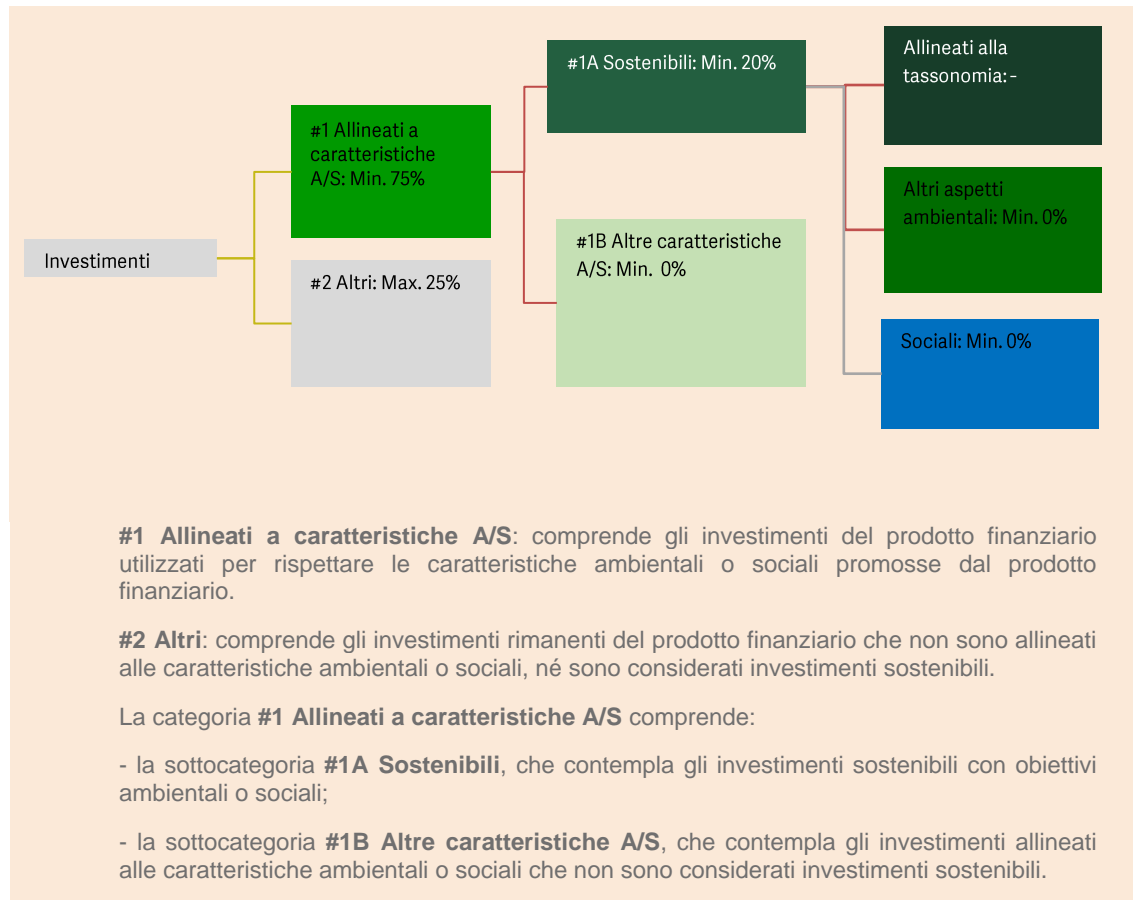 Investimenti
#1 Allineati a
caratteristiche
A/S: Min. 75%
#2 Altri: Max. 25%
#1A Sostenibili: Min. 20%
#1B Altre caratteristiche
A/S: Min. 0%
Allineati alla
tassonomia: -
Altri aspetti
ambientali: Min. 0%
Sociali: Min. 0%
#1 Allineati a caratteristiche A/S: comprende gli investimenti del prodotto finanziario
utilizzati per rispettare le caratteristiche ambientali o sociali promosse dal prodotto
finanziario.
#2 Altri: comprende gli investimenti rimanenti del prodotto finanziario che non sono allineati
alle caratteristiche ambientali o sociali, né sono considerati investimenti sostenibili.
La categoria #1 Allineati a caratteristiche A/S comprende:
- la sottocategoria #1A Sostenibili, che contempla gli investimenti sostenibili con obiettivi
ambientali o sociali;
- la sottocategoria #1B Altre caratteristiche A/S, che contempla gli investimenti allineati
alle caratteristiche ambientali o sociali che non sono considerati investimenti sostenibili.